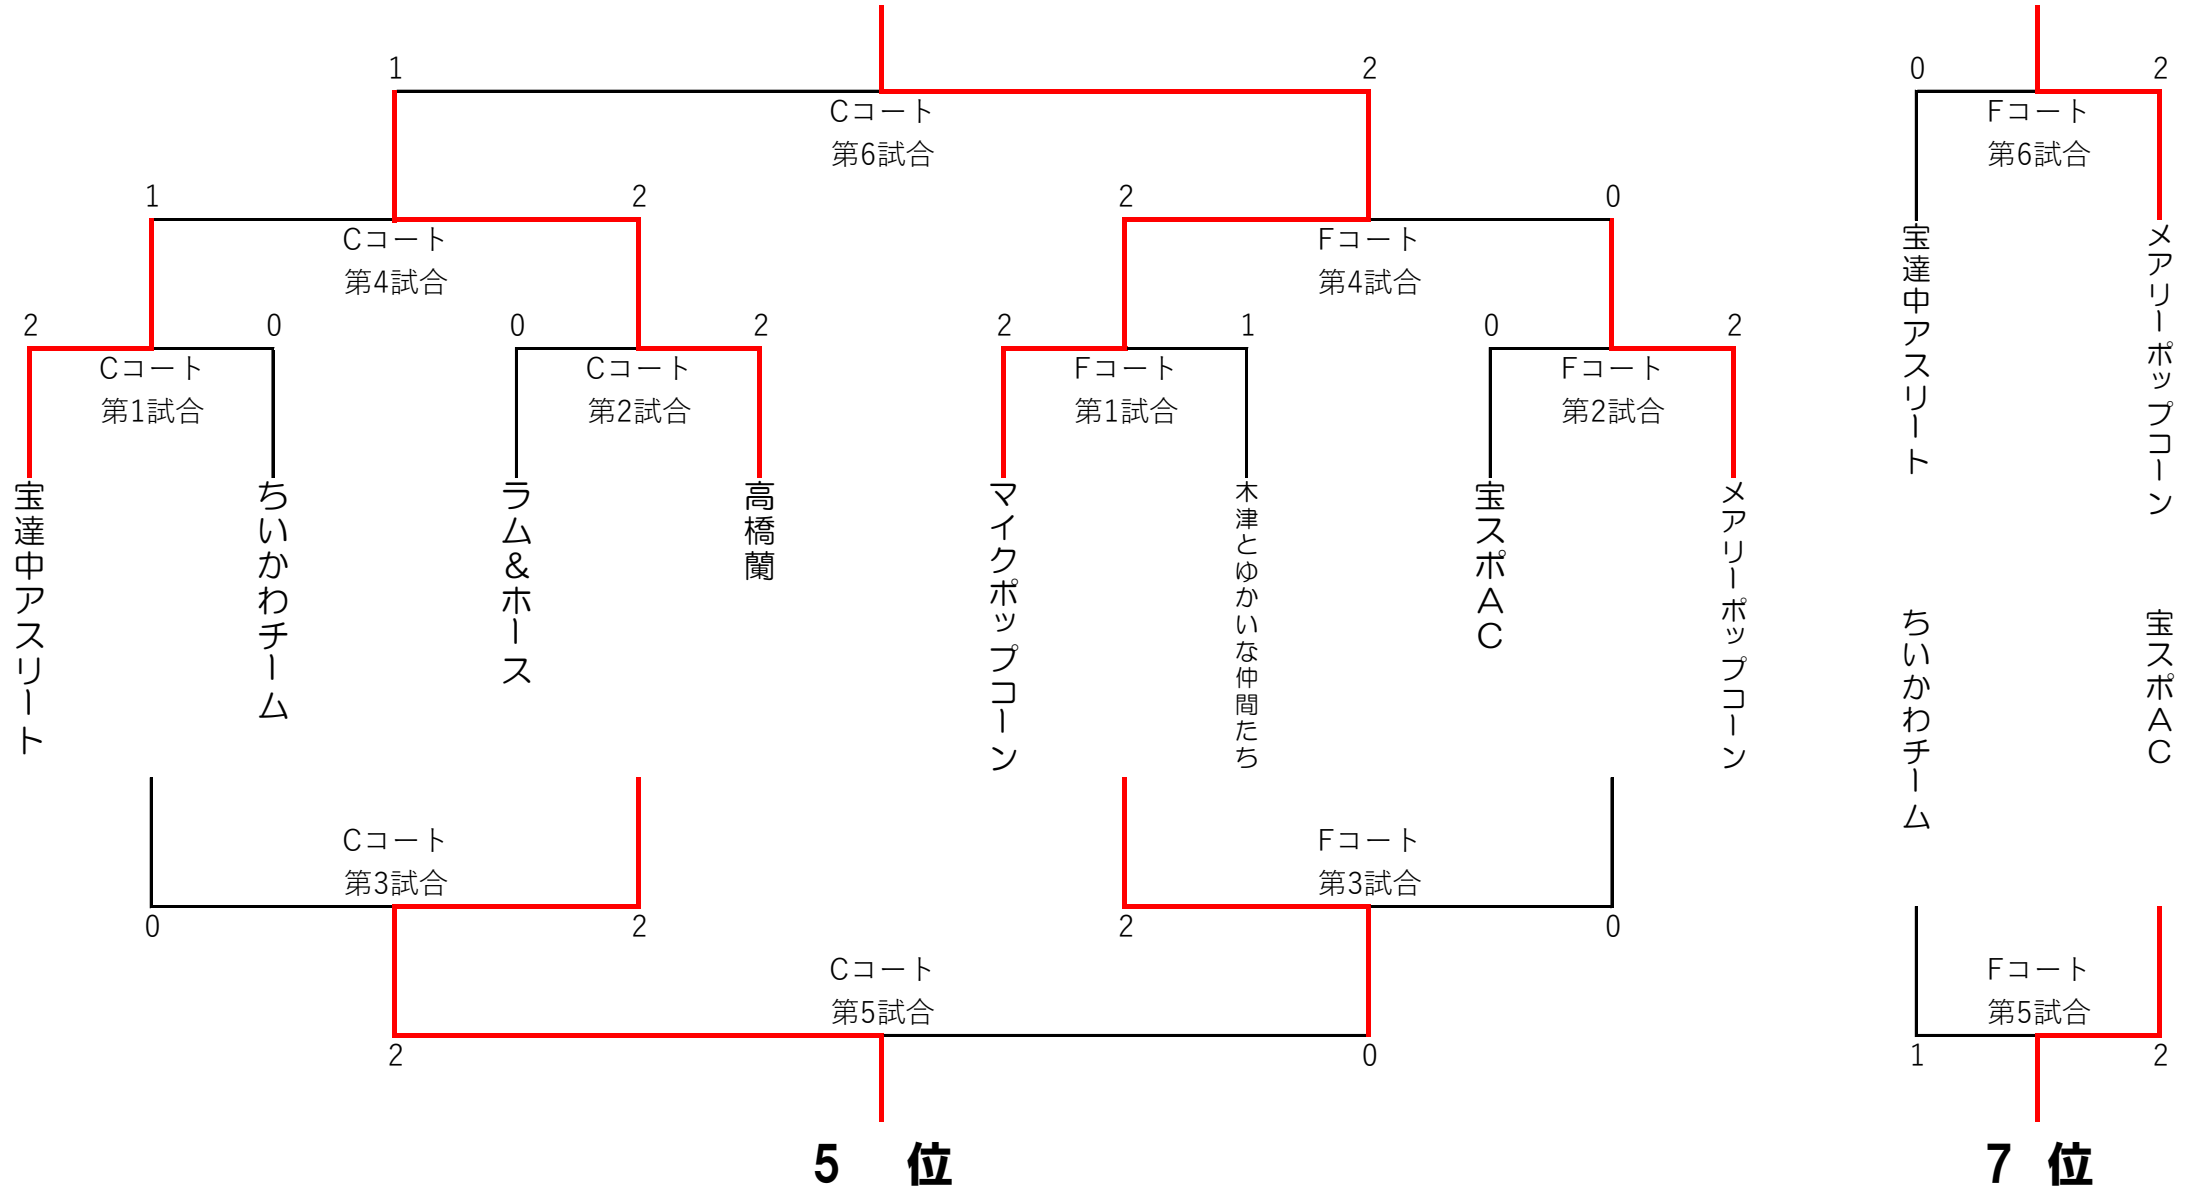 1 2 0 2
Cコート Fコート
第6試合 第6試合
1 2 2 0
Cコート Fコート
第4試合 第4試合
2 0 0 2 2 1 0 2
Cコート Cコート Fコート Fコート
第1試合 第2試合 第1試合 第2試合
宝達中アスリート
メアリーポップコーン
宝達中アスリート
ちいかわチーム
ラム&ホース
高橋蘭
マイクポップコーン
木津とゆかいな仲間たち
宝スポAC
メアリーポップコーン
ちいかわチーム
宝スポAC
Cコート Fコート
第3試合 第3試合
0 2 2 0
Cコート Fコート
第5試合 第5試合
2 0 1 2
5 位 7 位